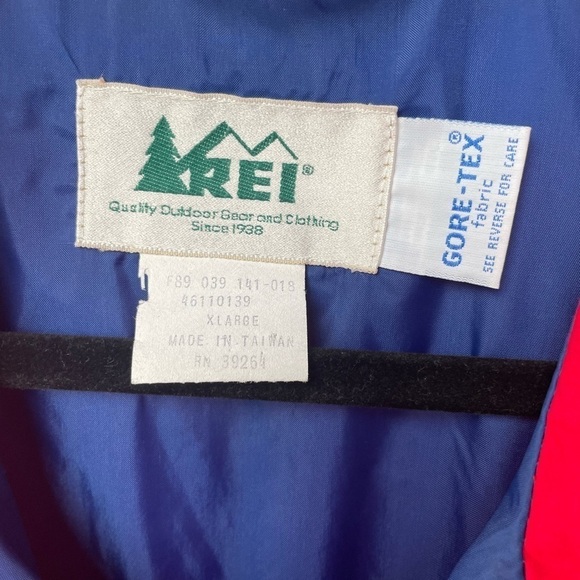 REI®
Quality Outdoor Gear and Clothing
Since 1938
GORE-TEX®
fabric
SEE REVERSE FOR CARE
F89 039 141-018
46110139
XLARGE
MADE IN TAIWAN
RN 39264